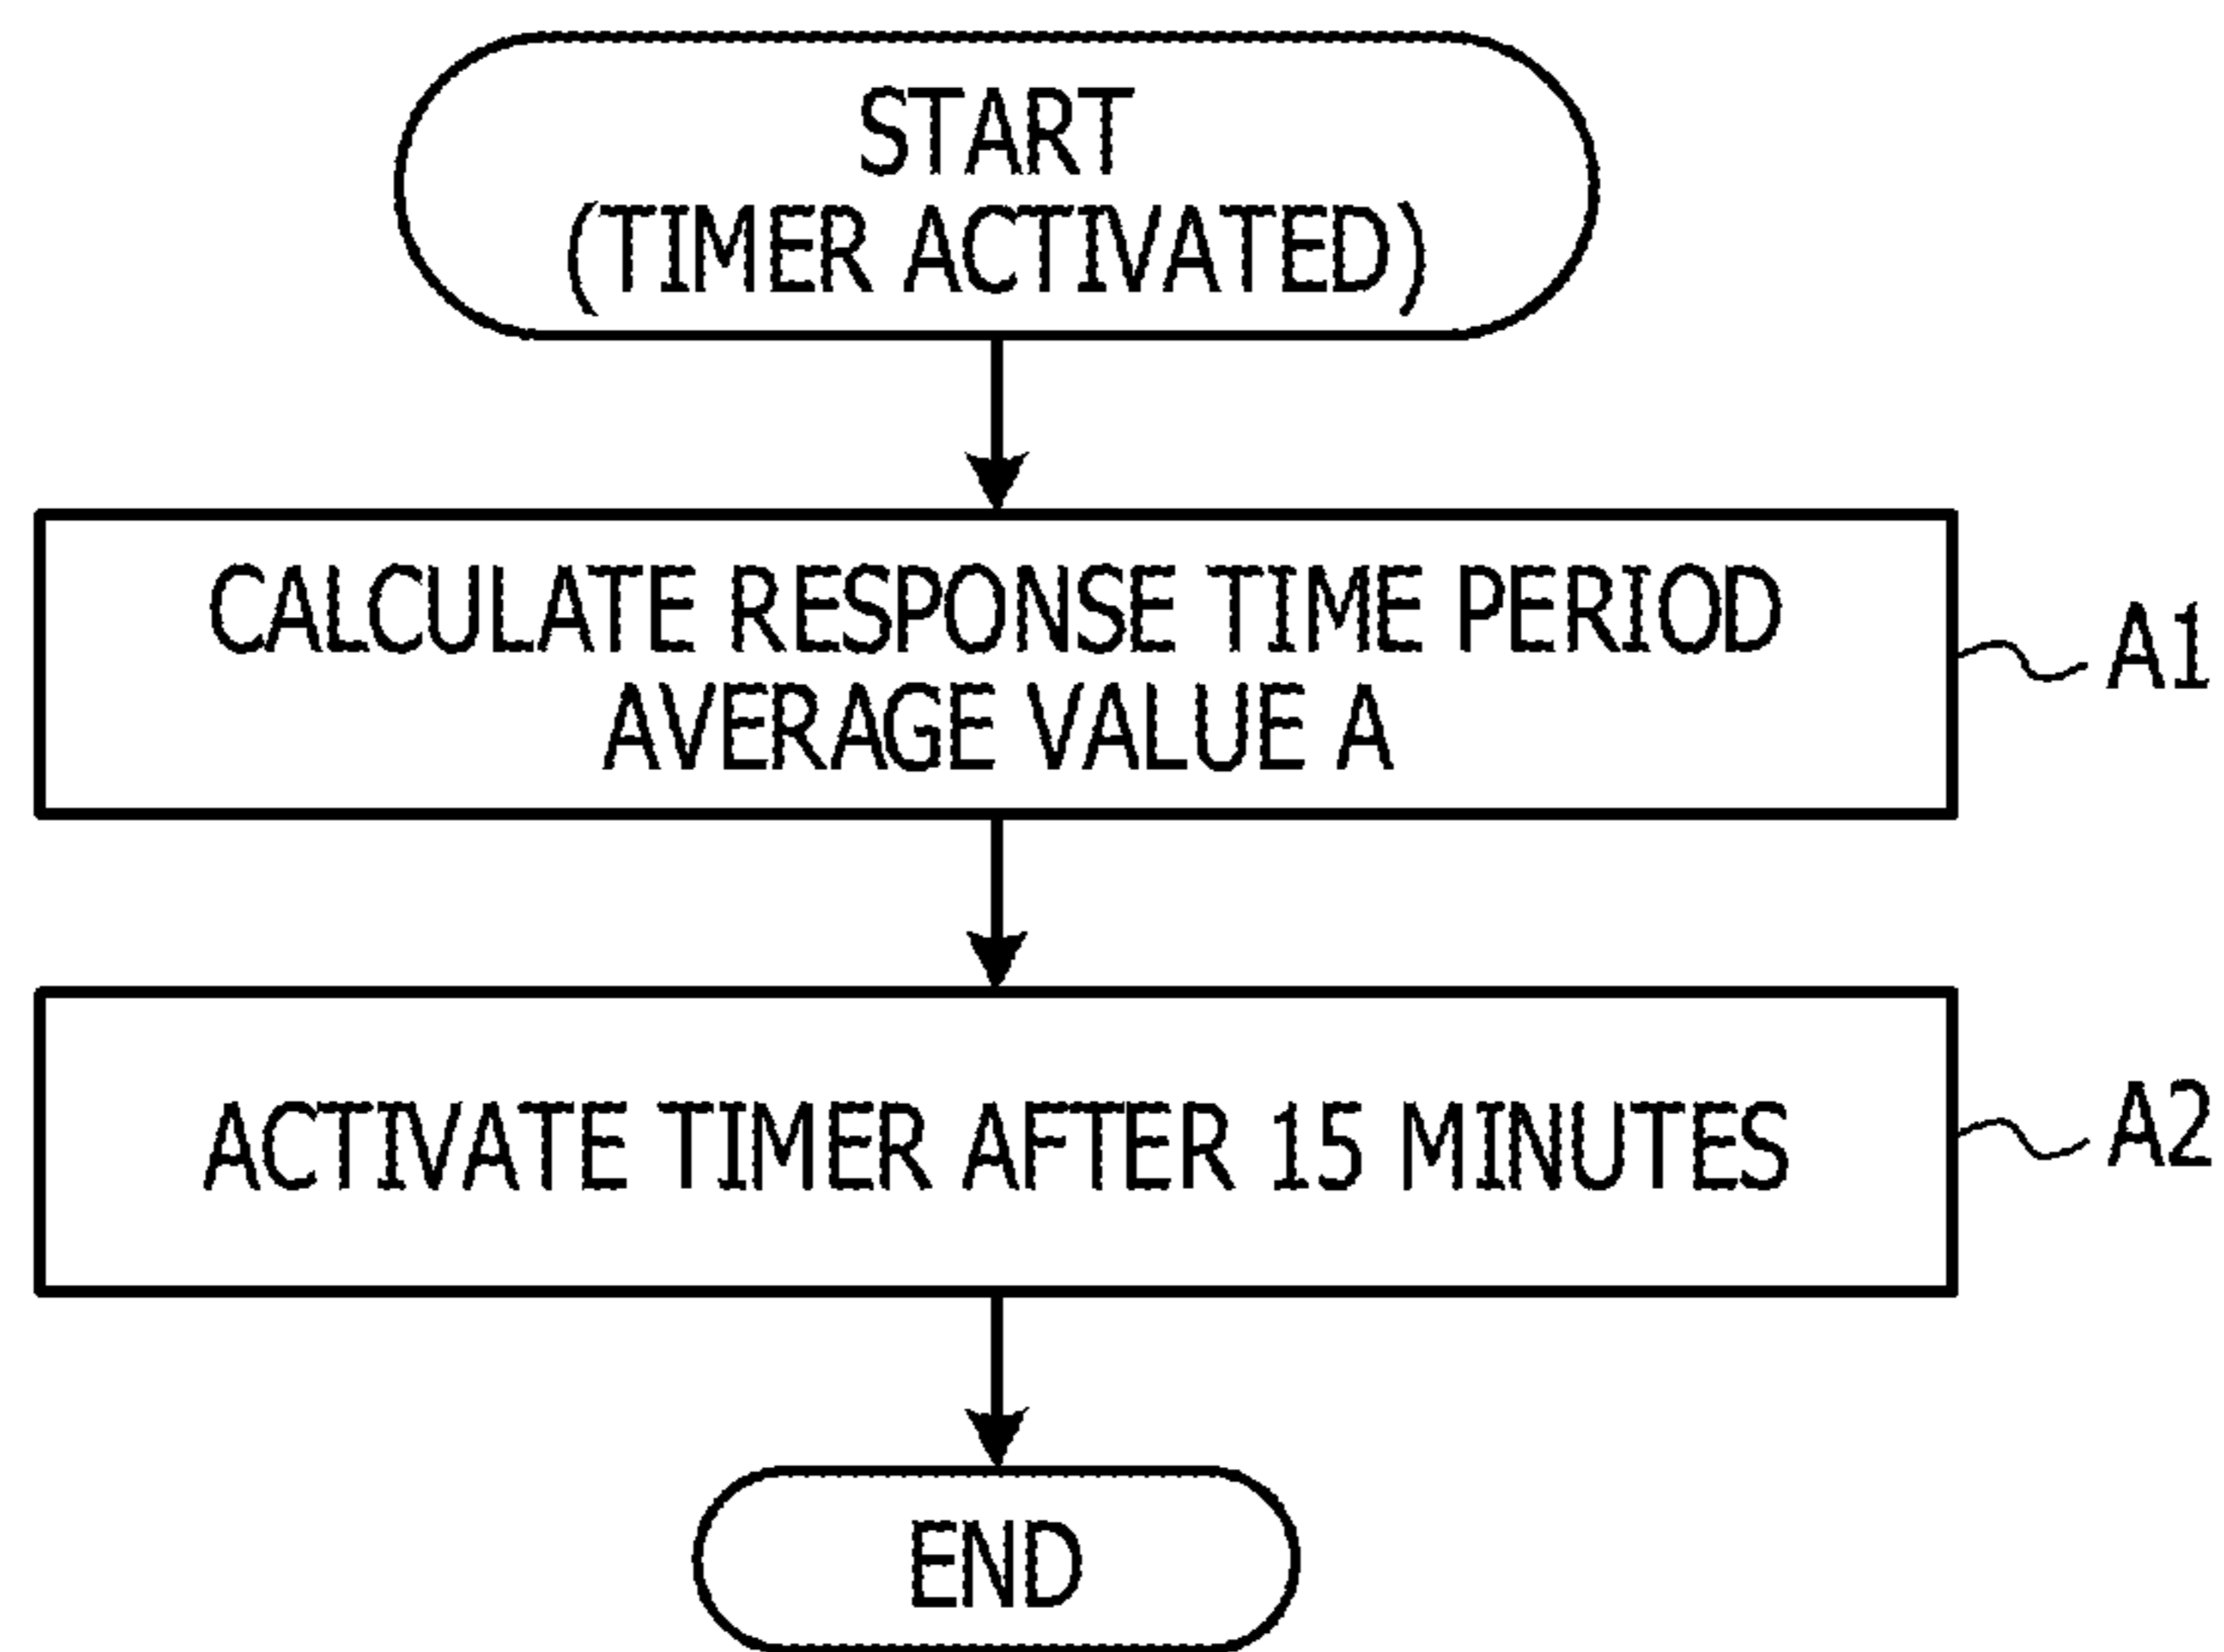 START
(TIMER ACTIVATED)
CALCULATE RESPONSE TIME PERIOD
AVERAGE VALUE A
A1
ACTIVATE TIMER AFTER 15 MINUTES
A2
END